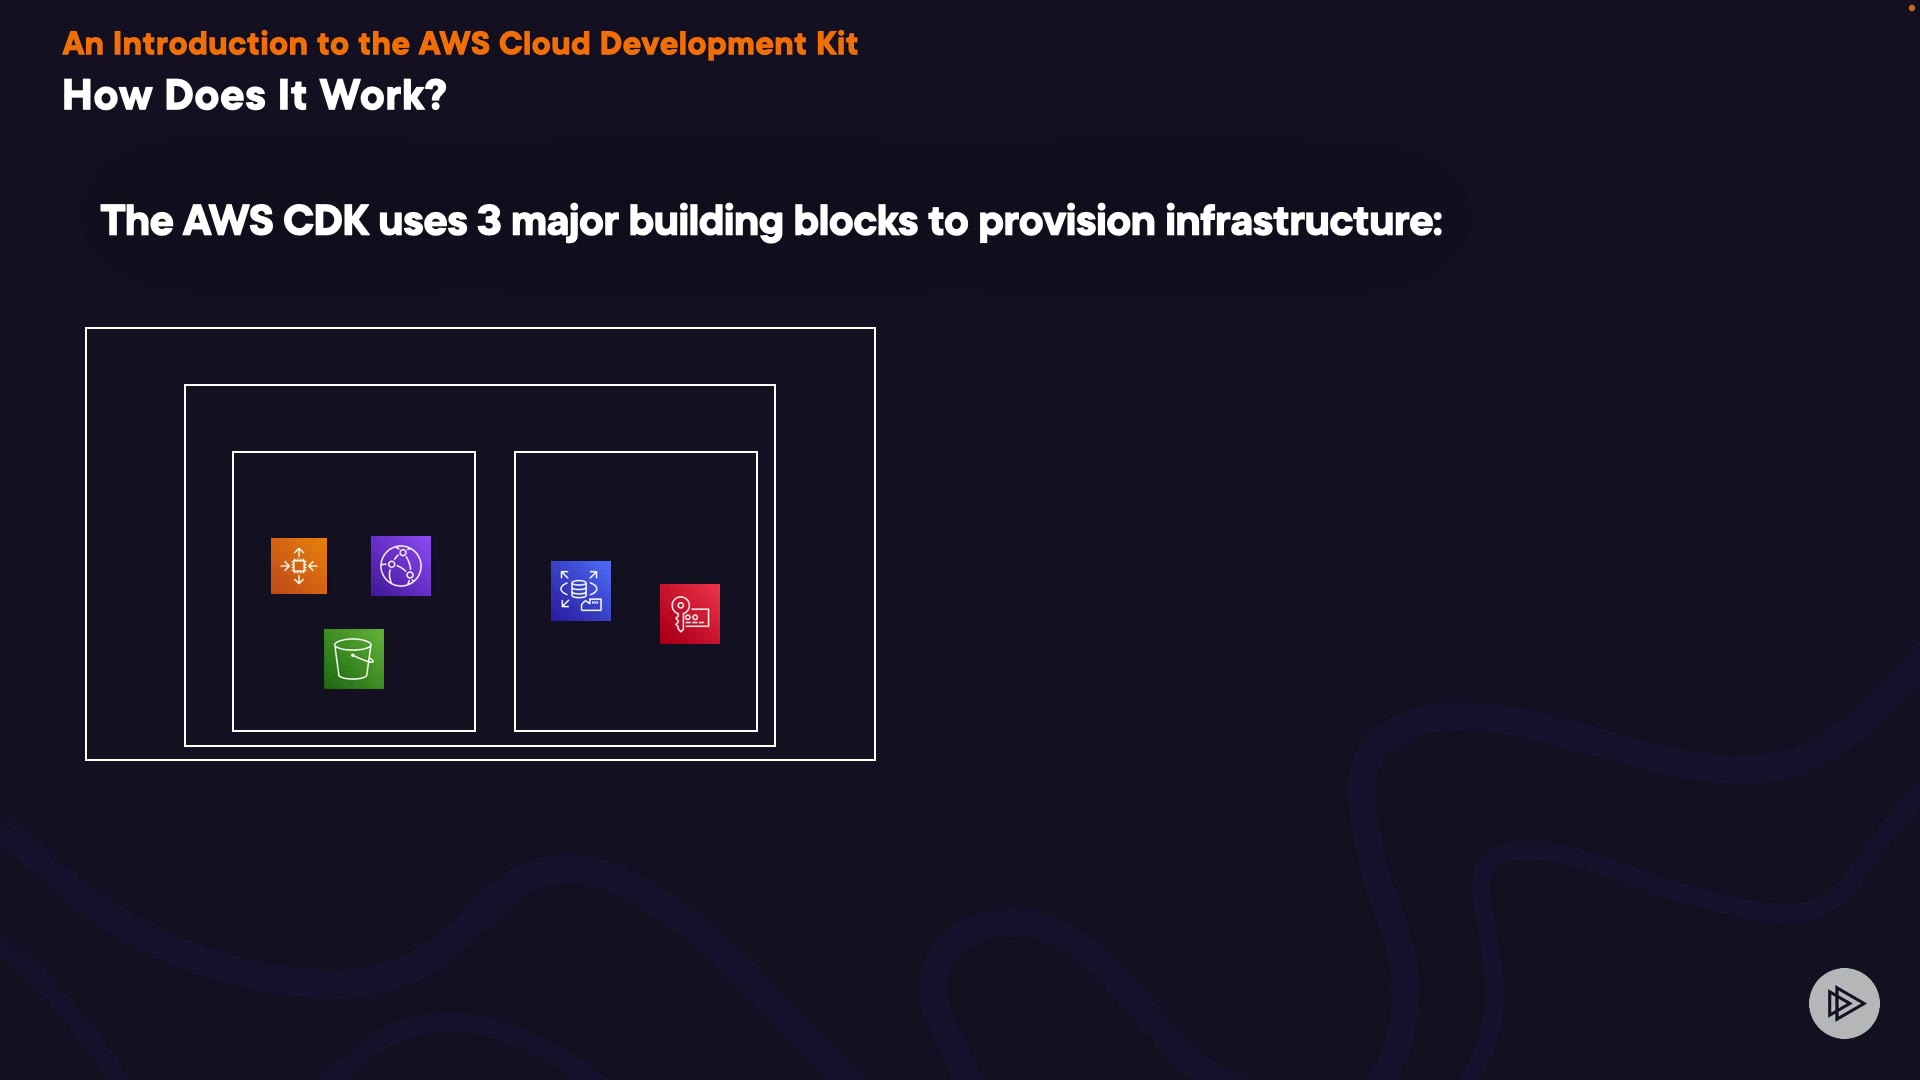 An Introduction to the AWS Cloud Development Kit
How Does It Work?
The AWS CDK uses 3 major building blocks to provision infrastructure: